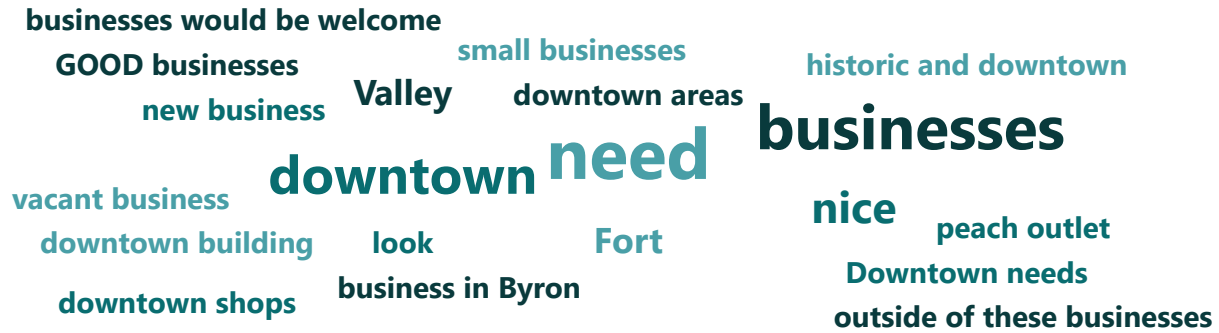 businesses would be welcome
small businesses
GOOD businesses
historic and downtown
Valley
downtown areas
new business
businesses
need
downtown
vacant business
nice
peach outlet
downtown building
look
Fort
Downtown needs
business in Byron
downtown shops
outside of these businesses